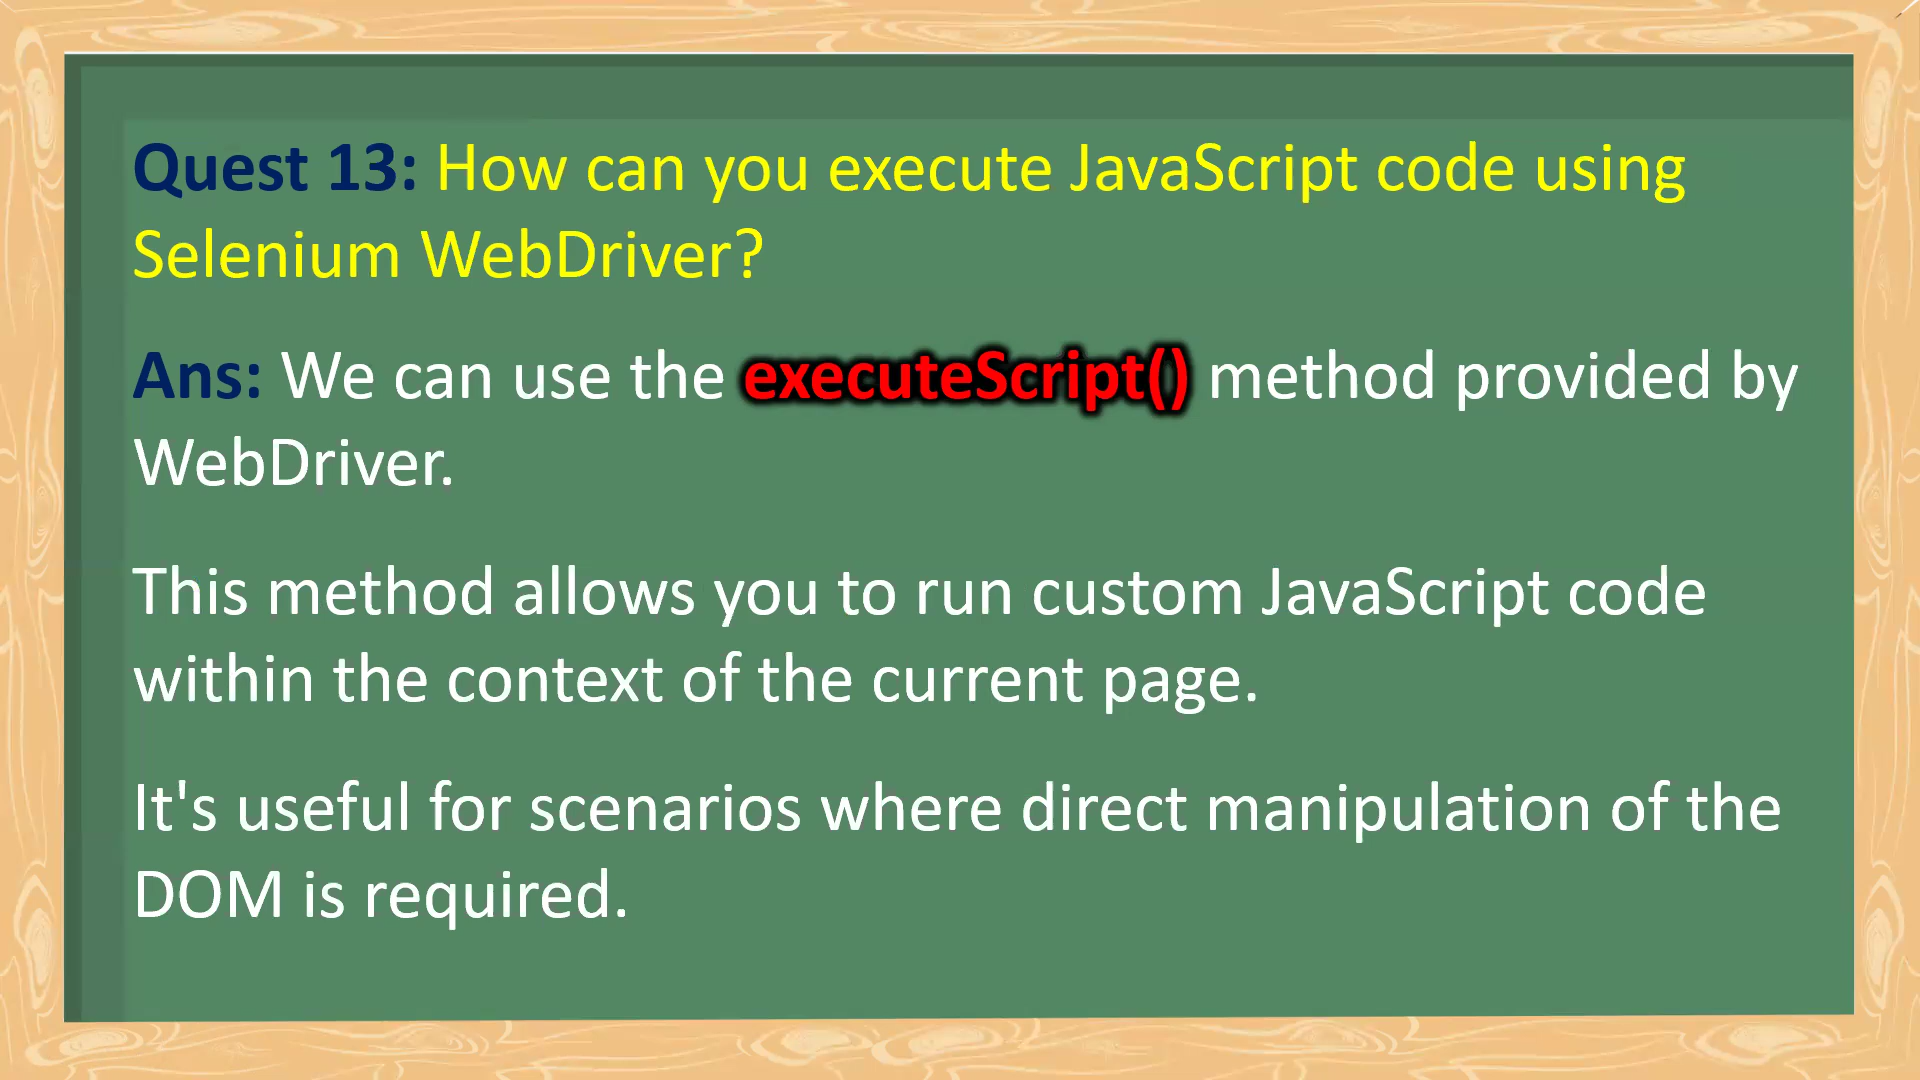 Quest 13: How can you execute JavaScript code using
Selenium WebDriver?
Ans: We can use the executeScript() method provided by
WebDriver.
This method allows you to run custom JavaScript code
within the context of the current page.
It's useful for scenarios where direct manipulation of the
DOM is required.